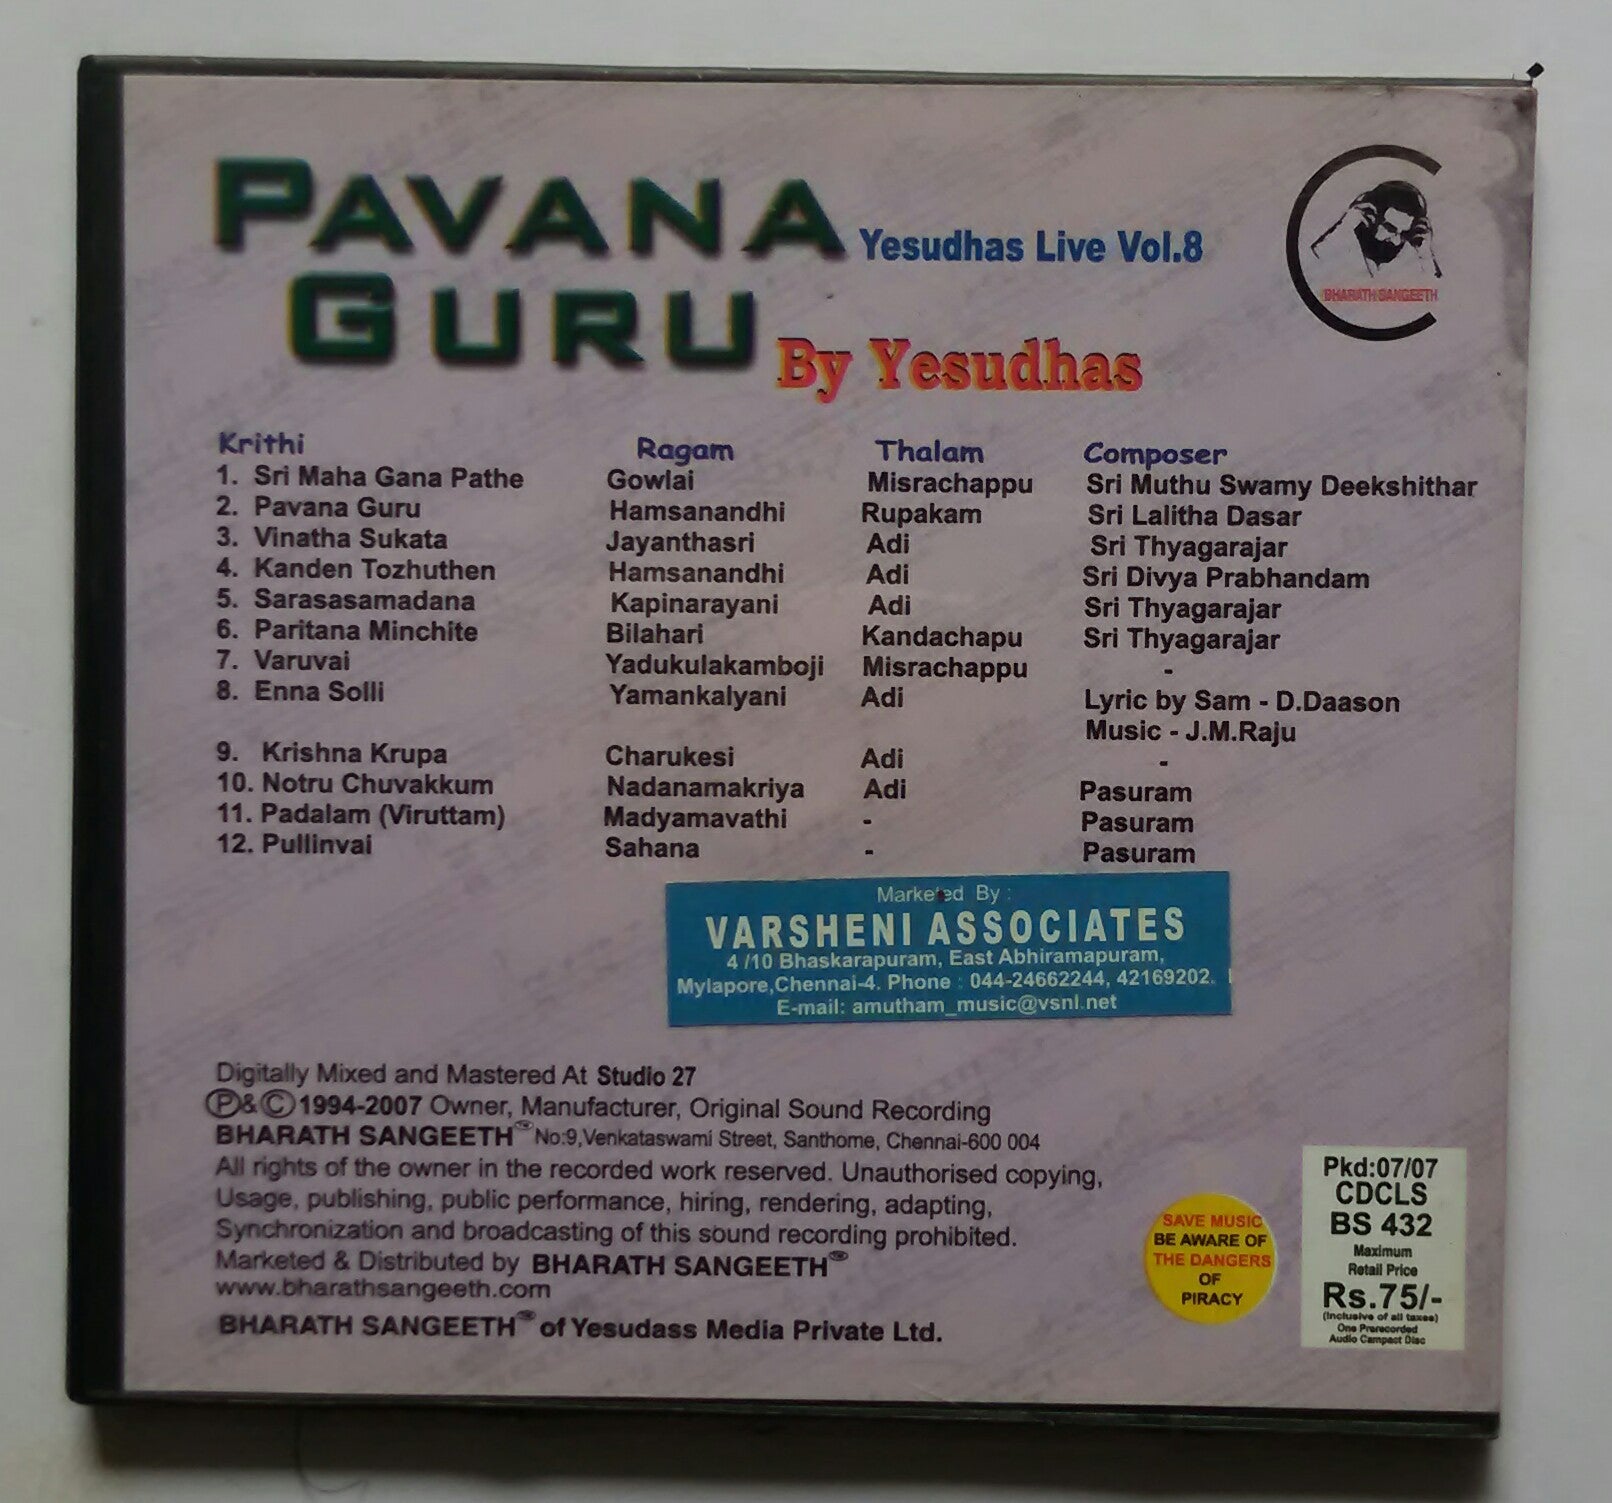 PAVANA
Yesudhas Live Vol.8
GURU
By Yesudhas
BHARATH SANGEETH
Krithi Ragam Thalam Composer
1. Sri Maha Gana Pathe Gowlai Misrachappu Sri Muthu Swamy Deekshithar
2. Pavana Guru Hamsanandhi Rupakam Sri Lalitha Dasar
3. Vinatha Sukata Jayanthasri Adi Sri Thyagarajar
4. Kanden Tozhuthen Hamsanandhi Adi Sri Divya Prabhandam
5. Sarasasamadana Kapinarayani Adi Sri Thyagarajar
6. Paritana Minchite Bilahari Kandachapu Sri Thyagarajar
7. Varuvai Yadukulakamboji Misrachappu -
8. Enna Solli Yamankalyani Adi Lyric by Sam - D.Daason
Music - J.M.Raju
9. Krishna Krupa Charukesi Adi -
10. Notru Chuvakkum Nadanamakriya Adi Pasuram
11. Padalam (Viruttam) Madyamavathi - Pasuram
12. Pullinvai Sahana - Pasuram
Marketed By :
VARSHENI ASSOCIATES
4 /10 Bhaskarapuram, East Abhiramapuram,
Mylapore,Chennai-4. Phone : 044-24662244, 42169202.
E-mail: amutham_music@vsnl.net
Digitally Mixed and Mastered At Studio 27
Ⓟ&Ⓒ 1994-2007 Owner, Manufacturer, Original Sound Recording
BHARATH SANGEETH No:9,Venkataswami Street, Santhome, Chennai-600 004
All rights of the owner in the recorded work reserved. Unauthorised copying,
Usage, publishing, public performance, hiring, rendering, adapting,
Synchronization and broadcasting of this sound recording prohibited.
Marketed & Distributed by BHARATH SANGEETH
www.bharathsangeeth.com
BHARATH SANGEETH of Yesudass Media Private Ltd.
SAVE MUSIC
BE AWARE OF
THE DANGERS
OF
PIRACY
Pkd:07/07
CDCLS
BS 432
Maximum
Retail Price
Rs.75/-
(Inclusive of all taxes)
One Prerecorded
Audio Campact Disc